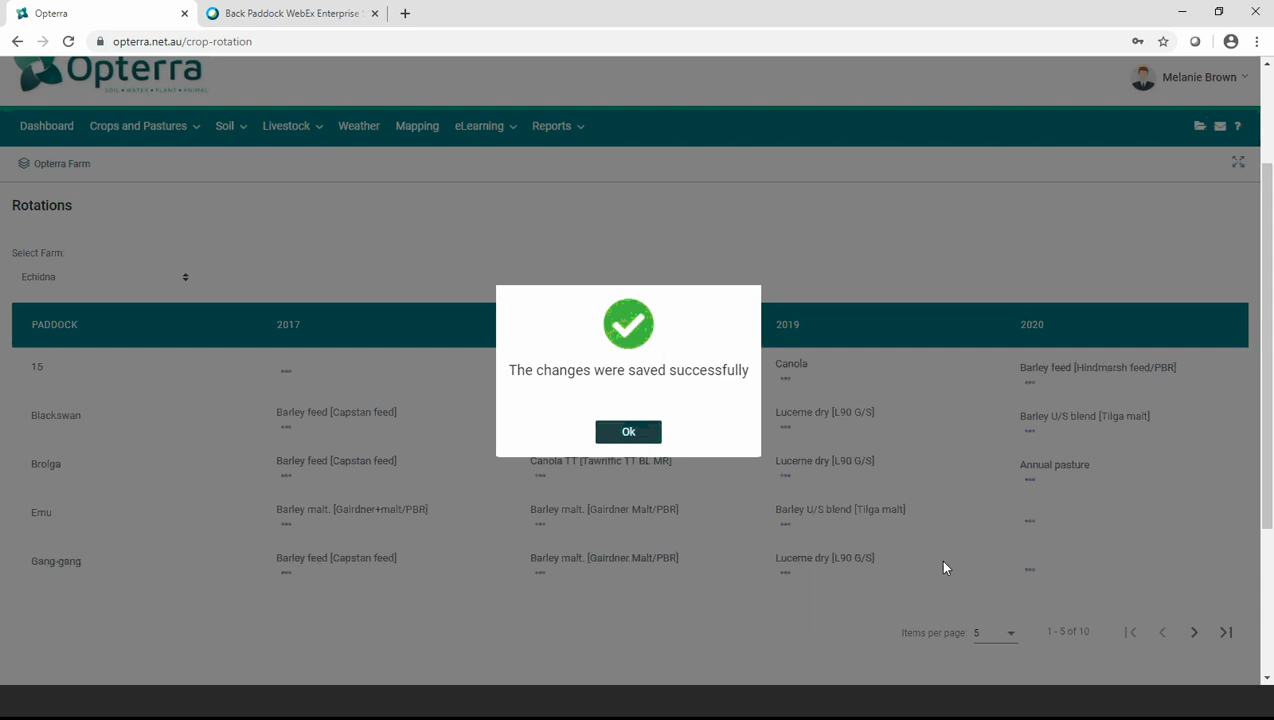 Opterra
Back Paddock WebEx Enterprise
opterra.net.au/crop-rotation
Opterra
SOIL • WATER • PLANT • ANIMAL
Melanie Brown
Dashboard Crops and Pastures Soil Livestock Weather Mapping eLearning Reports ?
Opterra Farm
Rotations
Select Farm:
Echidna
PADDOCK 2017 2019 2020
15 Canola Barley feed [Hindmarsh feed/PBR]
Blackswan Barley feed [Capstan feed] Lucerne dry [L90 G/S] Barley U/S blend [Tilga malt]
Brolga Barley feed [Capstan feed] Canola TT [Tawriffic TT BL MR] Lucerne dry [L90 G/S] Annual pasture
Emu Barley malt. [Gairdner+malt/PBR] Barley malt. [Gairdner Malt/PBR] Barley U/S blend [Tilga malt]
Gang-gang Barley feed [Capstan feed] Barley malt. [Gairdner Malt/PBR] Lucerne dry [L90 G/S]
The changes were saved successfully
Ok
Items per page: 5 1 - 5 of 10